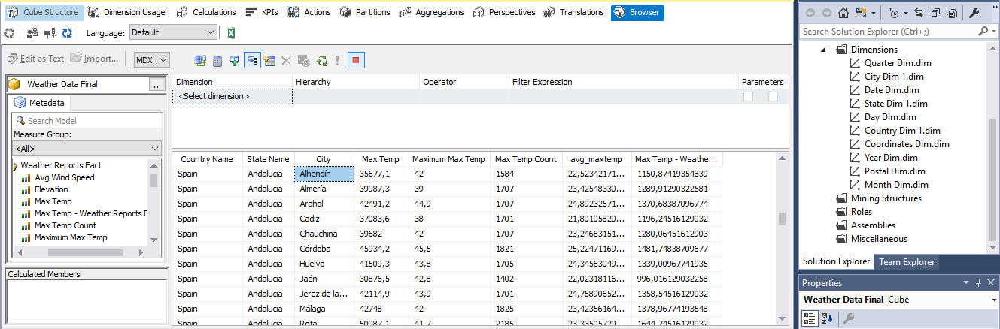 Cube Structure Dimension Usage Calculations KPIs Actions Partitions Aggregations Perspectives Translations Browser
Language: Default
Edit as Text Import... MDX
Weather Data Final ..
Metadata
Search Model
Measure Group:
<All>
Weather Reports Fact
Avg Wind Speed
Elevation
Max Temp
Max Temp - Weather Reports F
Max Temp Count
Maximum Max Temp
Calculated Members
Dimension Hierarchy Operator Filter Expression Parameters
<Select dimension>
Country Name State Name City Max Temp Maximum Max Temp Max Temp Count avg_maxtemp Max Temp - Weathe...
Spain Andalucia Alhendín 35677,1 42 1584 22,52342171... 1150,87419354839
Spain Andalucia Almería 39987,3 39 1707 23,42548330... 1289,91290322581
Spain Andalucia Arahal 42491,2 44,9 1707 24,89232571... 1370,68387096774
Spain Andalucia Cadiz 37083,6 38 1701 21,80105820... 1196,24516129032
Spain Andalucia Chauchina 39682 42 1707 23,24663151... 1280,06451612903
Spain Andalucia Córdoba 45934,2 45,5 1821 25,22471169... 1481,74838709677
Spain Andalucia Huelva 41509,3 43,8 1705 24,34563049... 1339,00967741935
Spain Andalucia Jaén 30876,5 42,8 1402 22,02318116... 996,016129032258
Spain Andalucia Jerez de la... 42114,9 43,9 1701 24,75890652... 1358,54516129032
Spain Andalucia Málaga 42748 42 1825 23,42356164... 1378,96774193548
Spain Andalucia Rota 50987,1 41,7 2185 23,33505720... 1644,74516129032
Search Solution Explorer (Ctrl+;)
Dimensions
Quarter Dim.dim
City Dim 1.dim
Date Dim.dim
State Dim 1.dim
Day Dim.dim
Country Dim 1.dim
Coordinates Dim.dim
Year Dim.dim
Postal Dim.dim
Month Dim.dim
Mining Structures
Roles
Assemblies
Miscellaneous
Solution Explorer Team Explorer
Properties
Weather Data Final Cube